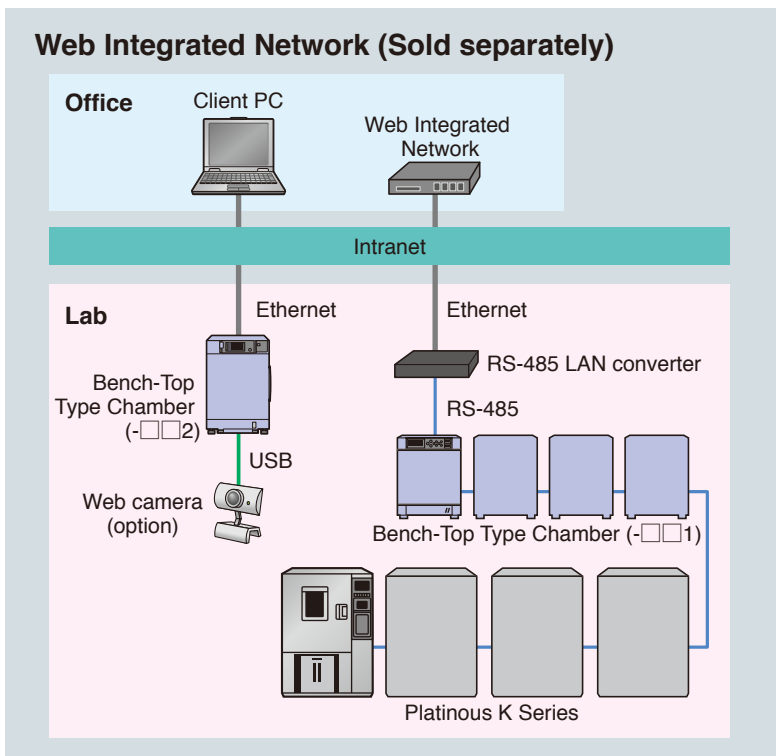 Web Integrated Network (Sold separately)
Office
Client PC
Web Integrated
Network
Intranet
Lab
Ethernet
Ethernet
RS-485 LAN converter
Bench-Top
Type Chamber
(-□□2)
RS-485
USB
Web camera
(option)
Bench-Top Type Chamber (-□□1)
Platinous K Series